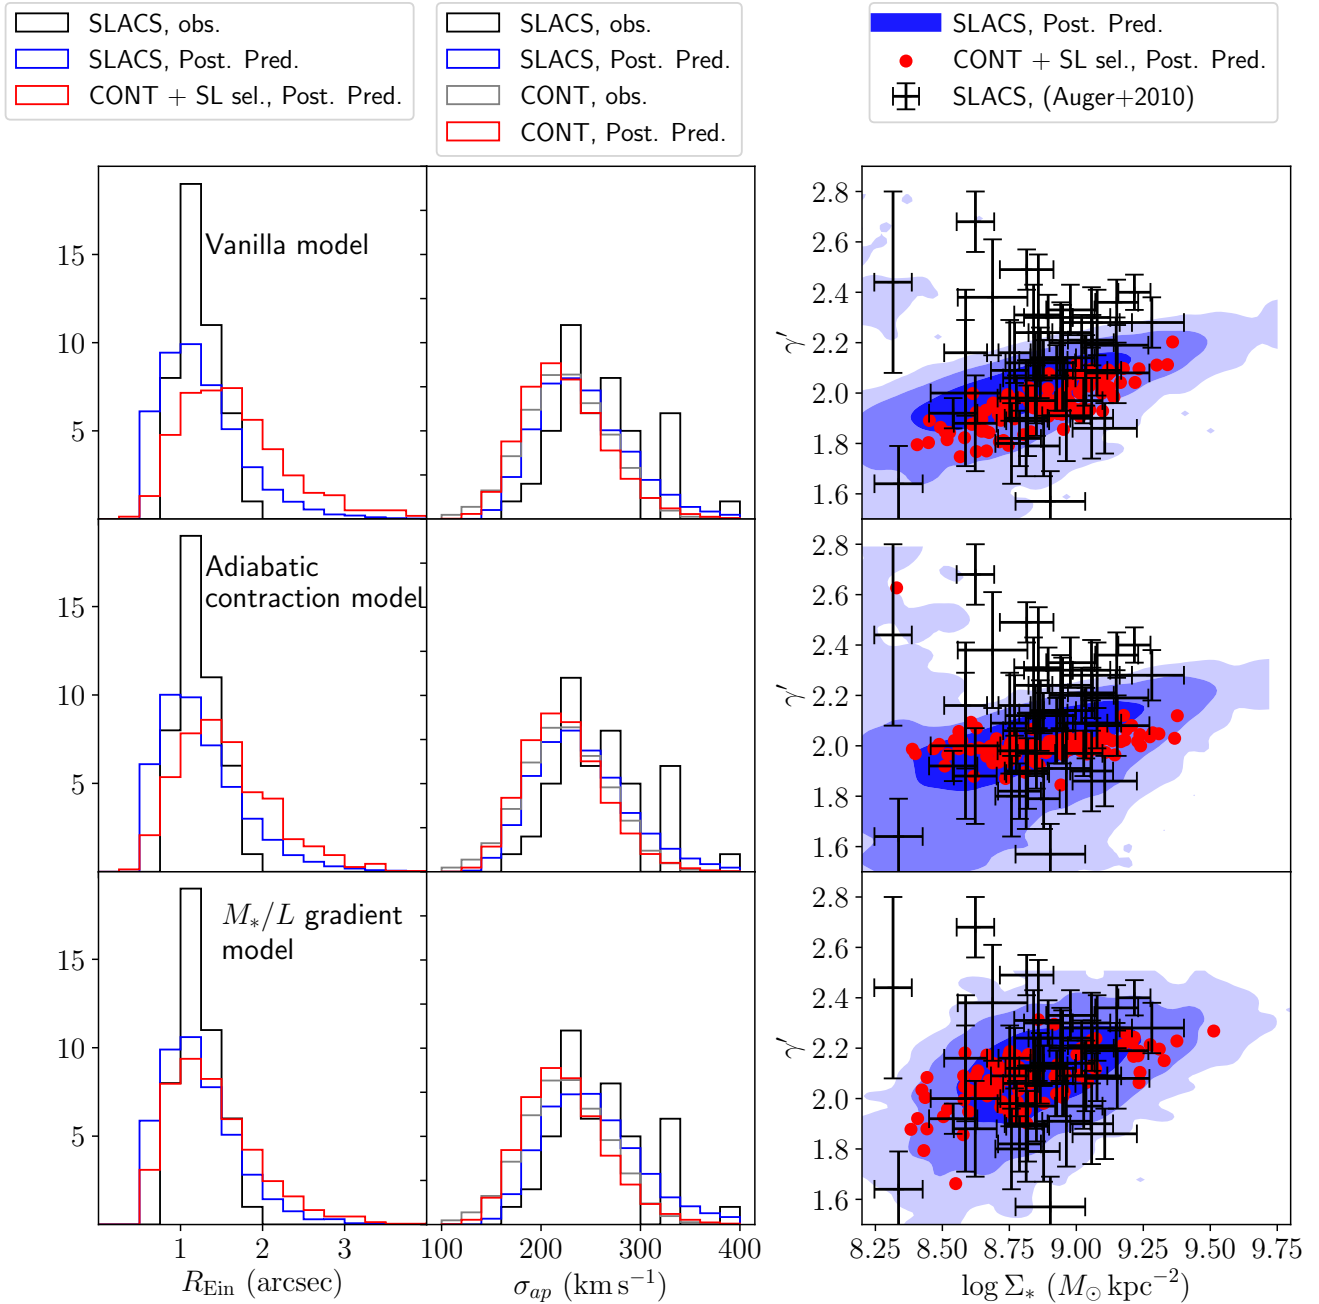 SLACS, obs.
SLACS, Post. Pred.
CONT + SL sel., Post. Pred.
SLACS, obs.
SLACS, Post. Pred.
CONT, obs.
CONT, Post. Pred.
SLACS, Post. Pred.
CONT + SL sel., Post. Pred.
SLACS, (Auger+2010)
Vanilla model
15
10
5
2.8
2.6
2.4
2.2
2.0
1.8
1.6
γ′
Adiabatic
contraction model
15
10
5
2.8
2.6
2.4
2.2
2.0
1.8
1.6
γ′
M∗/L gradient
model
15
10
5
2.8
2.6
2.4
2.2
2.0
1.8
1.6
γ′
1 2 3
R_Ein (arcsec)
100 200 300 400
σ_ap (km s⁻¹)
8.25 8.50 8.75 9.00 9.25 9.50 9.75
log Σ∗ (M⊙ kpc⁻²)